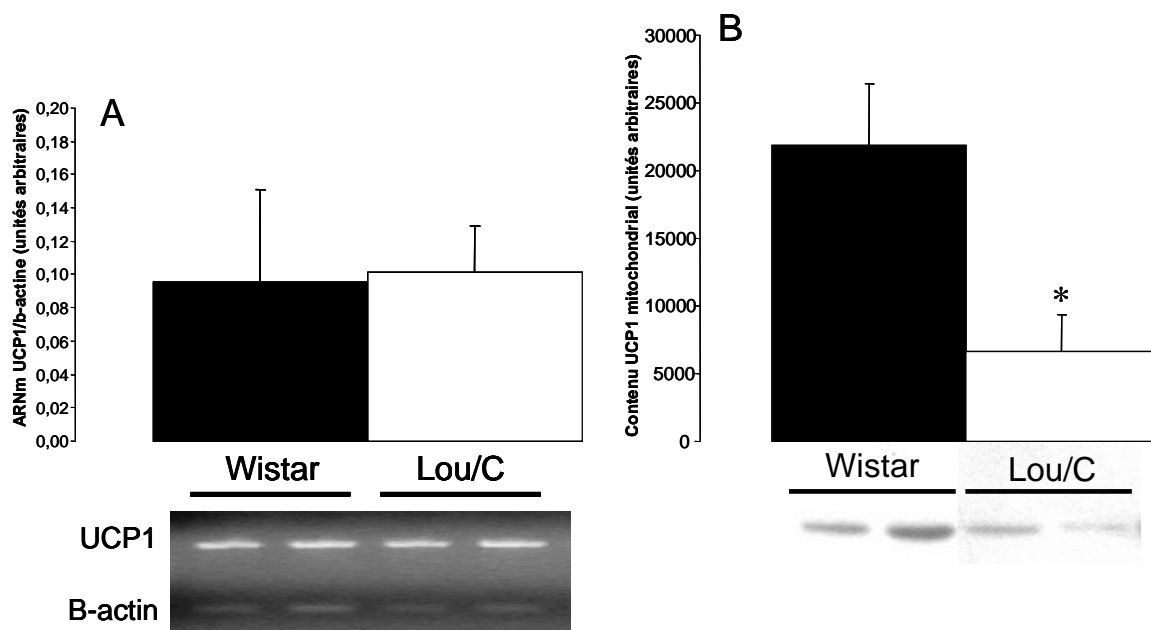 A
ARNm UCP1/b-actine (unités arbitraires)
0,20
0,18
0,16
0,14
0,12
0,10
0,08
0,06
0,04
0,02
0,00
Wistar
Lou/C
UCP1
B-actin
B
Contenu UCP1 mitochondrial (unités arbitraires)
30000
25000
20000
15000
10000
5000
0
*
Wistar
Lou/C